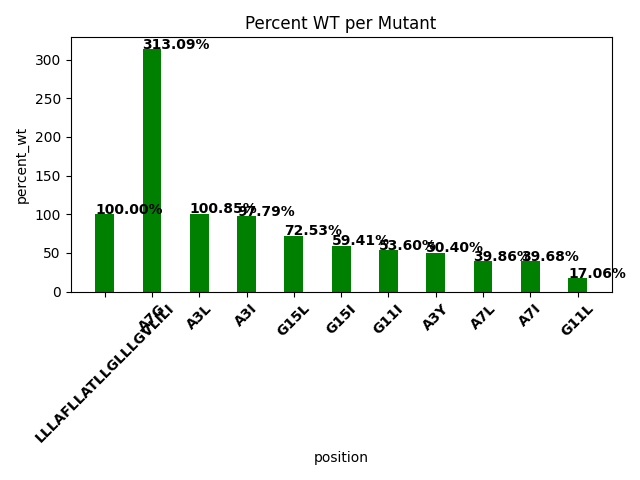 Percent WT per Mutant
percent_wt
300
250
200
150
100
50
0
100.00%
313.09%
100.85%
97.79%
72.53%
59.41%
53.60%
50.40%
39.86%
39.68%
17.06%
LLLAFLLATLLGLLLGVLILI
A7G
A3L
A3I
G15L
G15I
G11I
A3Y
A7L
A7I
G11L
position